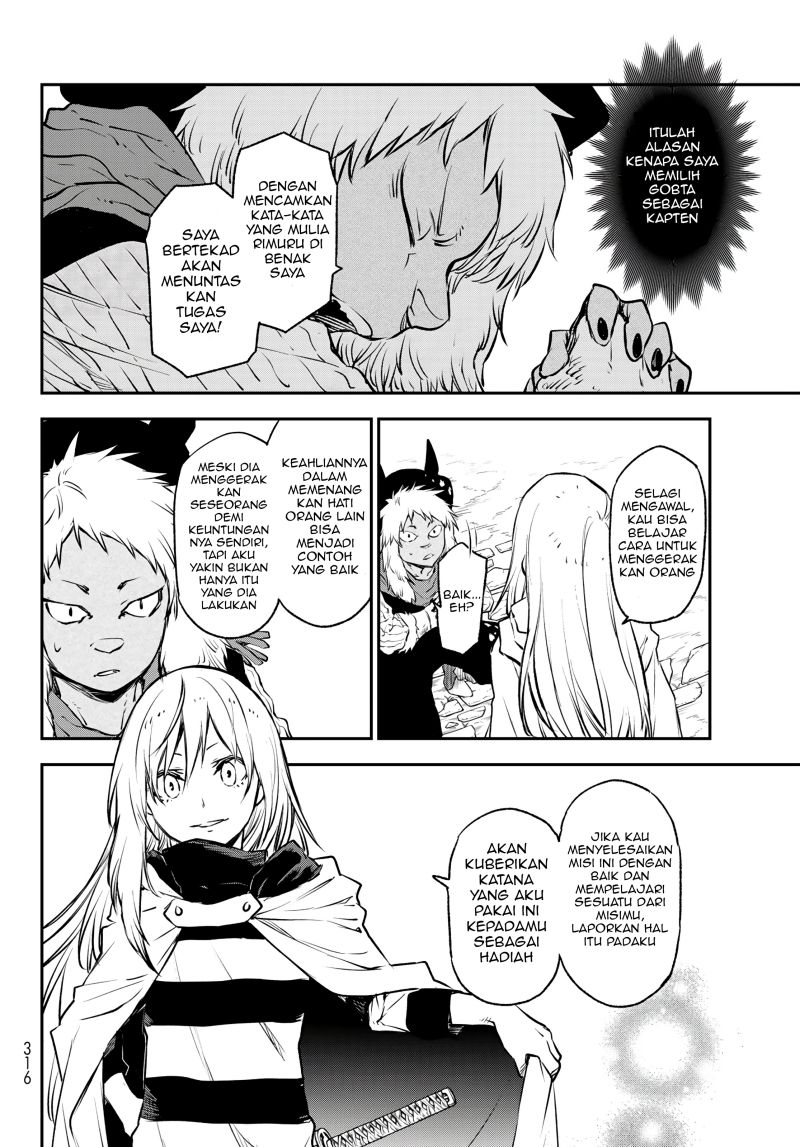 ITULAH
ALASAN
KENAPA SAYA
MEMILIH
GOBTA
SEBAGAI
KAPTEN
DENGAN
MENCAMKAN
KATA-KATA
YANG MULIA
RIMURU DI
BENAK
SAYA
SAYA
BERTEKAD
AKAN
MENUNTAS
KAN
TUGAS
SAYA!
SELAGI
MENGAWAL,
KAU BISA
BELAJAR
CARA UNTUK
MENGGERAK
KAN ORANG
BAIK...
EH?
KEAHLIANNYA
DALAM
MEMENANG
KAN HATI
ORANG LAIN
BISA
MENJADI
CONTOH
YANG BAIK
MESKI DIA
MENGGERAK
KAN
SESEORANG
DEMI
KEUNTUNGAN
NYA SENDIRI,
TAPI AKU
YAKIN BUKAN
HANYA ITU
YANG DIA
LAKUKAN
JIKA KAU
MENYELESAIKAN
MISI INI DENGAN
BAIK DAN
MEMPELAJARI
SESUATU DARI
MISIMU,
LAPORKAN HAL
ITU PADAKU
AKAN
KUBERIKAN
KATANA
YANG AKU
PAKAI INI
KEPADAMU
SEBAGAI
HADIAH
316